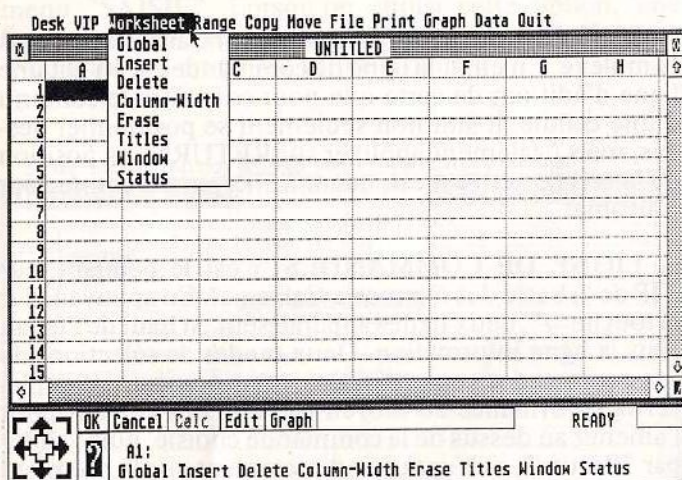 Desk VIP Worksheet Range Copy Move File Print Graph Data Quit
UNTITLED
Global
Insert
Delete
Column-Width
Erase
Titles
Window
Status
A C D E F G H
1
2
3
4
5
6
7
8
9
10
11
12
13
14
15
OK Cancel Calc Edit Graph READY
? A1:
Global Insert Delete Column-Width Erase Titles Window Status